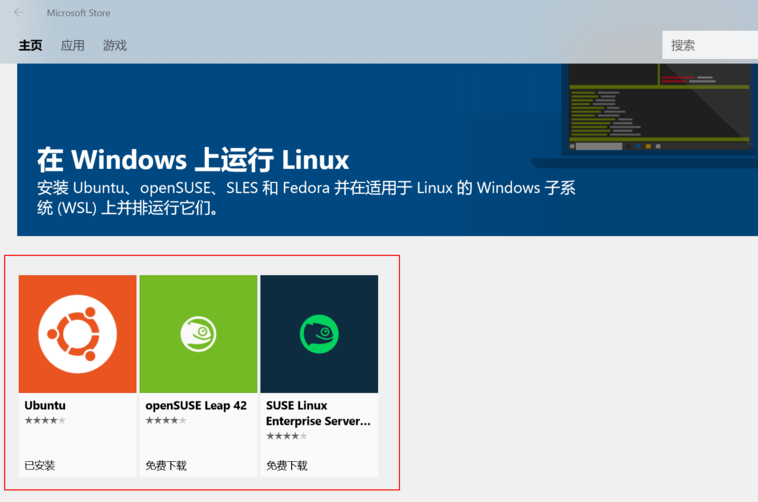 Microsoft Store
主页 应用 游戏 搜索
在 Windows 上运行 Linux
安装 Ubuntu、openSUSE、SLES 和 Fedora 并在适用于 Linux 的 Windows 子系
统 (WSL) 上并排运行它们。
Ubuntu
已安装
openSUSE Leap 42
免费下载
SUSE Linux
Enterprise Server...
免费下载